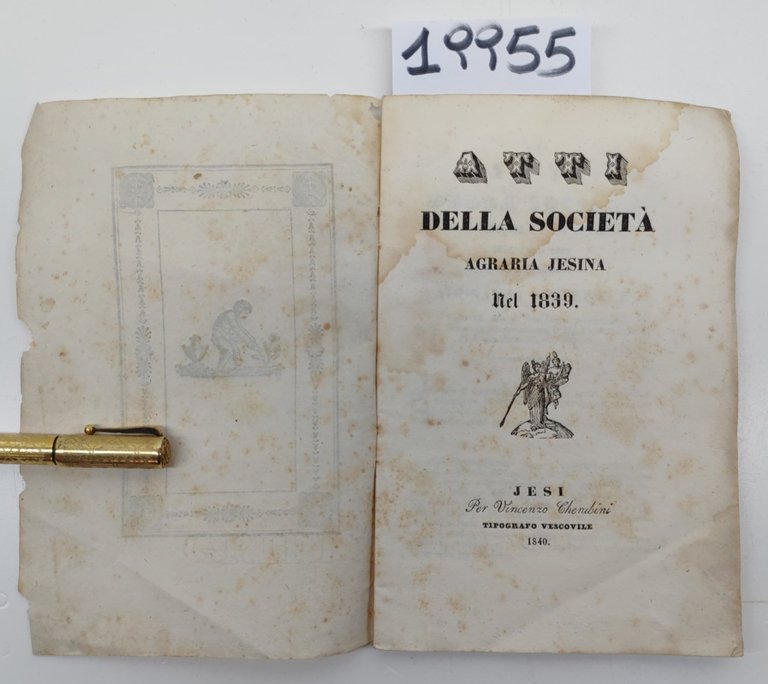 19955
ATTI
DELLA SOCIETÀ
AGRARIA JESINA
Nel 1839.
JESI
Per Vincenzo Cherubini
TIPOGRAFO VESCOVILE
1840.